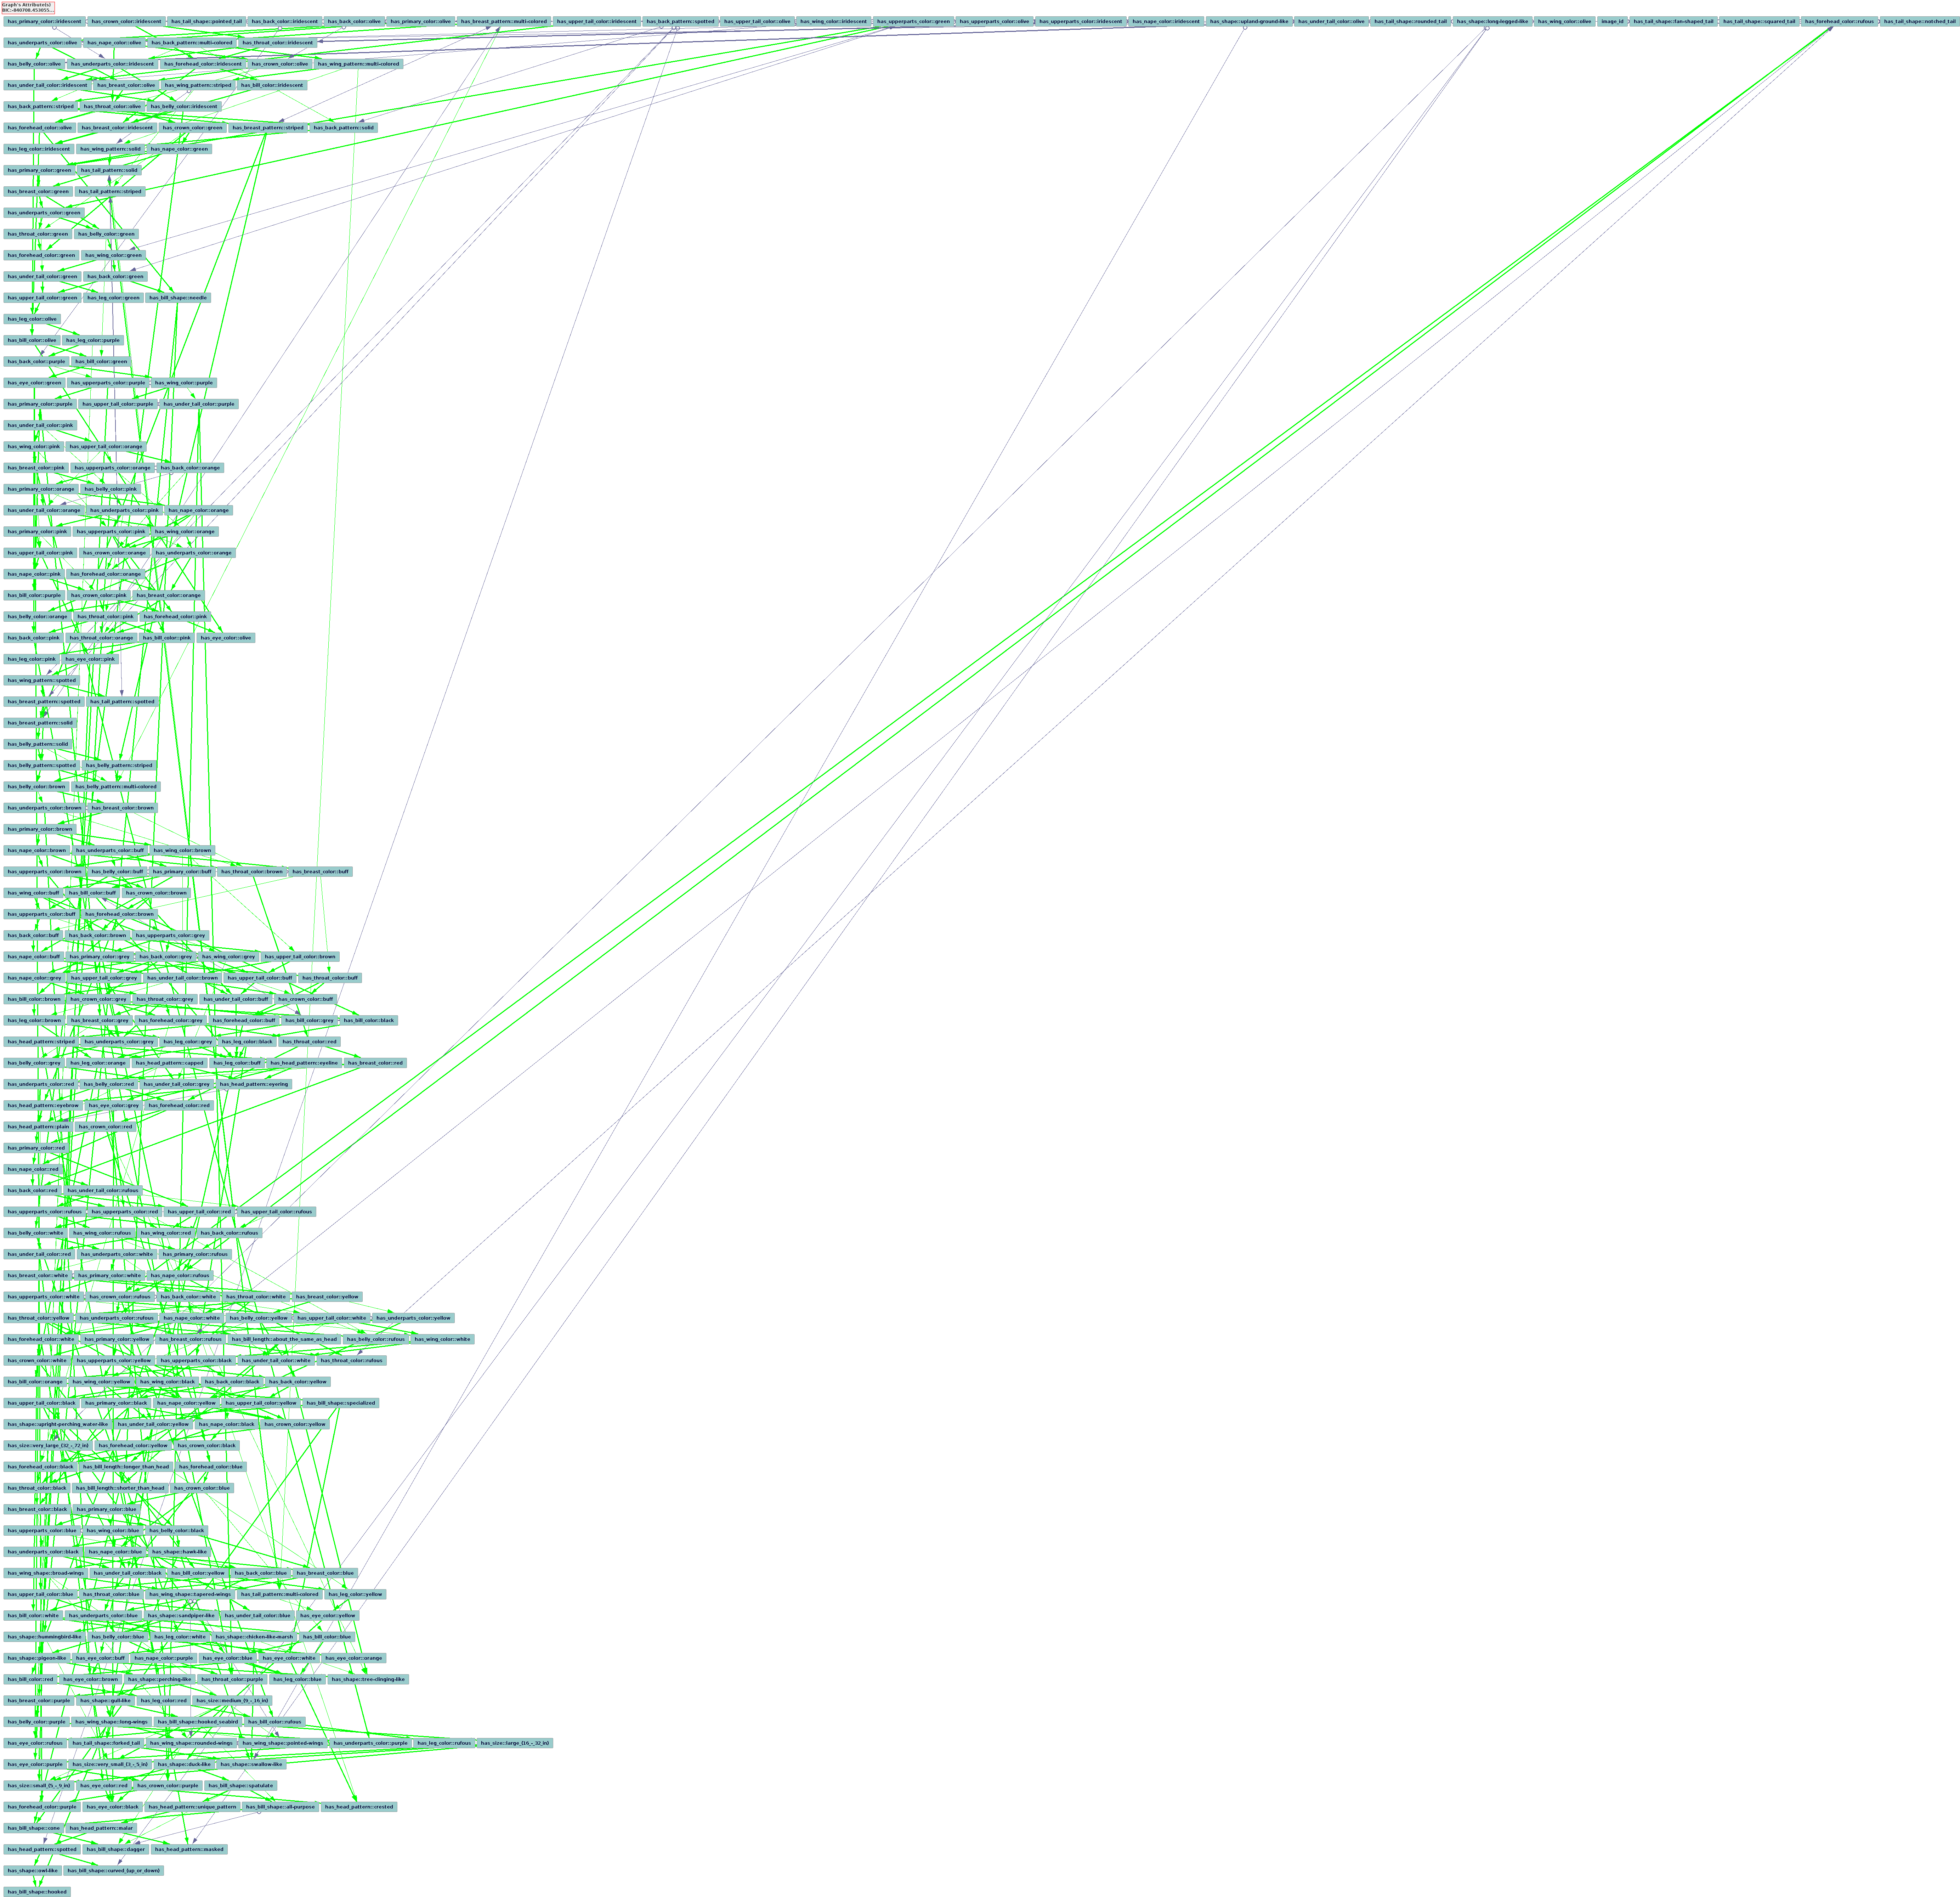 Graph's Attribute(s)
BIC:-840708.453055...
has_primary_color::iridescent has_crown_color::iridescent has_tail_shape::pointed_tail has_back_color::iridescent has_back_color::olive has_primary_color::olive has_breast_pattern::multi-colored has_upper_tail_color::iridescent has_back_pattern::spotted has_upper_tail_color::olive has_wing_color::iridescent has_upperparts_color::green has_upperparts_color::olive has_upperparts_color::iridescent has_nape_color::iridescent has_shape::upland-ground-like has_under_tail_color::olive has_tail_shape::rounded_tail has_shape::long-legged-like has_wing_color::olive image_id has_tail_shape::fan-shaped_tail has_tail_shape::squared_tail has_forehead_color::rufous has_tail_shape::notched_tail
has_underparts_color::olive has_nape_color::olive has_back_pattern::multi-colored has_throat_color::iridescent
has_belly_color::olive has_underparts_color::iridescent has_forehead_color::iridescent has_crown_color::olive has_wing_pattern::multi-colored
has_under_tail_color::iridescent has_breast_color::olive has_wing_pattern::striped has_bill_color::iridescent
has_back_pattern::striped has_throat_color::olive has_belly_color::iridescent
has_forehead_color::olive has_breast_color::iridescent has_crown_color::green has_breast_pattern::striped has_back_pattern::solid
has_leg_color::iridescent has_wing_pattern::solid has_nape_color::green
has_primary_color::green has_tail_pattern::solid
has_breast_color::green has_tail_pattern::striped
has_underparts_color::green
has_throat_color::green has_belly_color::green
has_forehead_color::green has_wing_color::green
has_under_tail_color::green has_back_color::green
has_upper_tail_color::green has_leg_color::green has_bill_shape::needle
has_leg_color::olive
has_bill_color::olive has_leg_color::purple
has_back_color::purple has_bill_color::green
has_eye_color::green has_upperparts_color::purple has_wing_color::purple
has_primary_color::purple has_upper_tail_color::purple has_under_tail_color::purple
has_under_tail_color::pink
has_wing_color::pink has_upper_tail_color::orange
has_breast_color::pink has_upperparts_color::orange has_back_color::orange
has_primary_color::orange has_belly_color::pink
has_under_tail_color::orange has_underparts_color::pink has_nape_color::orange
has_primary_color::pink has_upperparts_color::pink has_wing_color::orange
has_upper_tail_color::pink has_crown_color::orange has_underparts_color::orange
has_nape_color::pink has_forehead_color::orange
has_bill_color::purple has_crown_color::pink has_breast_color::orange
has_belly_color::orange has_throat_color::pink has_forehead_color::pink
has_back_color::pink has_throat_color::orange has_bill_color::pink has_eye_color::olive
has_leg_color::pink has_eye_color::pink
has_wing_pattern::spotted
has_breast_pattern::spotted has_tail_pattern::spotted
has_breast_pattern::solid
has_belly_pattern::solid
has_belly_pattern::spotted has_belly_pattern::striped
has_belly_color::brown has_belly_pattern::multi-colored
has_underparts_color::brown has_breast_color::brown
has_primary_color::brown
has_nape_color::brown has_underparts_color::buff has_wing_color::brown
has_upperparts_color::brown has_belly_color::buff has_primary_color::buff has_throat_color::brown has_breast_color::buff
has_wing_color::buff has_bill_color::buff has_crown_color::brown
has_upperparts_color::buff has_forehead_color::brown
has_back_color::buff has_back_color::brown has_upperparts_color::grey
has_nape_color::buff has_primary_color::grey has_back_color::grey has_wing_color::grey has_upper_tail_color::brown
has_nape_color::grey has_upper_tail_color::grey has_under_tail_color::brown has_upper_tail_color::buff has_throat_color::buff
has_bill_color::brown has_crown_color::grey has_throat_color::grey has_under_tail_color::buff has_crown_color::buff
has_leg_color::brown has_breast_color::grey has_forehead_color::grey has_forehead_color::buff has_bill_color::grey has_bill_color::black
has_head_pattern::striped has_underparts_color::grey has_leg_color::grey has_leg_color::black has_throat_color::red
has_belly_color::grey has_leg_color::orange has_head_pattern::capped has_leg_color::buff has_head_pattern::eyeline has_breast_color::red
has_underparts_color::red has_belly_color::red has_under_tail_color::grey has_head_pattern::eyering
has_head_pattern::eyebrow has_eye_color::grey has_forehead_color::red
has_head_pattern::plain has_crown_color::red
has_primary_color::red
has_nape_color::red
has_back_color::red has_under_tail_color::rufous
has_upperparts_color::rufous has_upperparts_color::red has_upper_tail_color::red has_upper_tail_color::rufous
has_belly_color::white has_wing_color::rufous has_wing_color::red has_back_color::rufous
has_under_tail_color::red has_underparts_color::white has_primary_color::rufous
has_breast_color::white has_primary_color::white has_nape_color::rufous
has_upperparts_color::white has_crown_color::rufous has_back_color::white has_throat_color::white has_breast_color::yellow
has_throat_color::yellow has_underparts_color::rufous has_nape_color::white has_belly_color::yellow has_upper_tail_color::white has_underparts_color::yellow
has_forehead_color::white has_primary_color::yellow has_breast_color::rufous has_bill_length::about_the_same_as_head has_belly_color::rufous has_wing_color::white
has_crown_color::white has_upperparts_color::yellow has_upperparts_color::black has_under_tail_color::white has_throat_color::rufous
has_bill_color::orange has_wing_color::yellow has_wing_color::black has_back_color::black has_back_color::yellow
has_upper_tail_color::black has_primary_color::black has_nape_color::yellow has_upper_tail_color::yellow has_bill_shape::specialized
has_shape::upright-perching_water-like has_under_tail_color::yellow has_nape_color::black has_crown_color::yellow
has_size::very_large_(32_-_72_in) has_forehead_color::yellow has_crown_color::black
has_forehead_color::black has_bill_length::longer_than_head has_forehead_color::blue
has_throat_color::black has_bill_length::shorter_than_head has_crown_color::blue
has_breast_color::black has_primary_color::blue
has_upperparts_color::blue has_wing_color::blue has_belly_color::black
has_underparts_color::black has_nape_color::blue has_shape::hawk-like
has_wing_shape::broad-wings has_under_tail_color::black has_bill_color::yellow has_back_color::blue has_breast_color::blue
has_upper_tail_color::blue has_throat_color::blue has_wing_shape::tapered-wings has_tail_pattern::multi-colored has_leg_color::yellow
has_bill_color::white has_underparts_color::blue has_shape::sandpiper-like has_under_tail_color::blue has_eye_color::yellow
has_shape::hummingbird-like has_belly_color::blue has_leg_color::white has_shape::chicken-like-marsh has_bill_color::blue
has_shape::pigeon-like has_eye_color::buff has_nape_color::purple has_eye_color::blue has_eye_color::white has_eye_color::orange
has_bill_color::red has_eye_color::brown has_shape::perching-like has_throat_color::purple has_leg_color::blue has_shape::tree-clinging-like
has_breast_color::purple has_shape::gull-like has_leg_color::red has_size::medium_(9_-_16_in)
has_belly_color::purple has_wing_shape::long-wings has_bill_shape::hooked_seabird has_bill_color::rufous
has_eye_color::rufous has_tail_shape::forked_tail has_wing_shape::rounded-wings has_wing_shape::pointed-wings has_underparts_color::purple has_leg_color::rufous has_size::large_(16_-_32_in)
has_eye_color::purple has_size::very_small_(3_-_5_in) has_shape::duck-like has_shape::swallow-like
has_size::small_(5_-_9_in) has_eye_color::red has_crown_color::purple has_bill_shape::spatulate
has_forehead_color::purple has_eye_color::black has_head_pattern::unique_pattern has_bill_shape::all-purpose has_head_pattern::crested
has_bill_shape::cone has_head_pattern::malar
has_head_pattern::spotted has_bill_shape::dagger has_head_pattern::masked
has_shape::owl-like has_bill_shape::curved_(up_or_down)
has_bill_shape::hooked